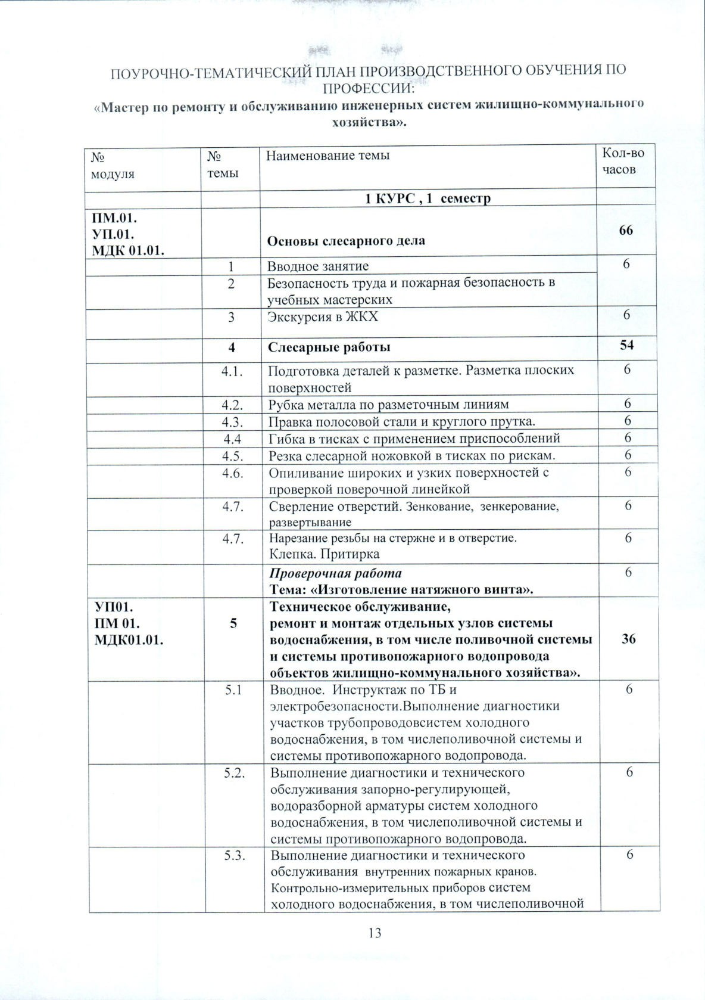 ПОУРОЧНО-ТЕМАТИЧЕСКИЙ ПЛАН ПРОИЗВОДСТВЕННОГО ОБУЧЕНИЯ ПО
ПРОФЕССИИ:
«Мастер по ремонту и обслуживанию инженерных систем жилищно-коммунального
хозяйства».
№ модуля № темы Наименование темы Кол-во часов
1 КУРС , 1 семестр
ПМ.01.
УП.01.
МДК 01.01.
Основы слесарного дела 66
1 Вводное занятие 6
2 Безопасность труда и пожарная безопасность в
учебных мастерских
3 Экскурсия в ЖКХ 6
4 Слесарные работы 54
4.1. Подготовка деталей к разметке. Разметка плоских 6
поверхностей
4.2. Рубка металла по разметочным линиям 6
4.3. Правка полосовой стали и круглого прутка. 6
4.4 Гибка в тисках с применением приспособлений 6
4.5. Резка слесарной ножовкой в тисках по рискам. 6
4.6. Опиливание широких и узких поверхностей с 6
проверкой поверочной линейкой
4.7. Сверление отверстий. Зенкование, зенкерование, 6
развертывание
4.7. Нарезание резьбы на стержне и в отверстие. 6
Клепка. Притирка
Проверочная работа 6
Тема: «Изготовление натяжного винта».
УП01. Техническое обслуживание,
ПМ 01. 5 ремонт и монтаж отдельных узлов системы
МДК01.01. водоснабжения, в том числе поливочной системы 36
и системы противопожарного водопровода
объектов жилищно-коммунального хозяйства».
5.1 Вводное. Инструктаж по ТБ и 6
электробезопасности.Выполнение диагностики
участков трубопроводовсистем холодного
водоснабжения, в том числеполивочной системы и
системы противопожарного водопровода.
5.2. Выполнение диагностики и технического 6
обслуживания запорно-регулирующей,
водоразборной арматуры систем холодного
водоснабжения, в том числеполивочной системы и
системы противопожарного водопровода.
5.3. Выполнение диагностики и технического 6
обслуживания внутренних пожарных кранов.
Контрольно-измерительных приборов систем
холодного водоснабжения, в том числеполивочной
13